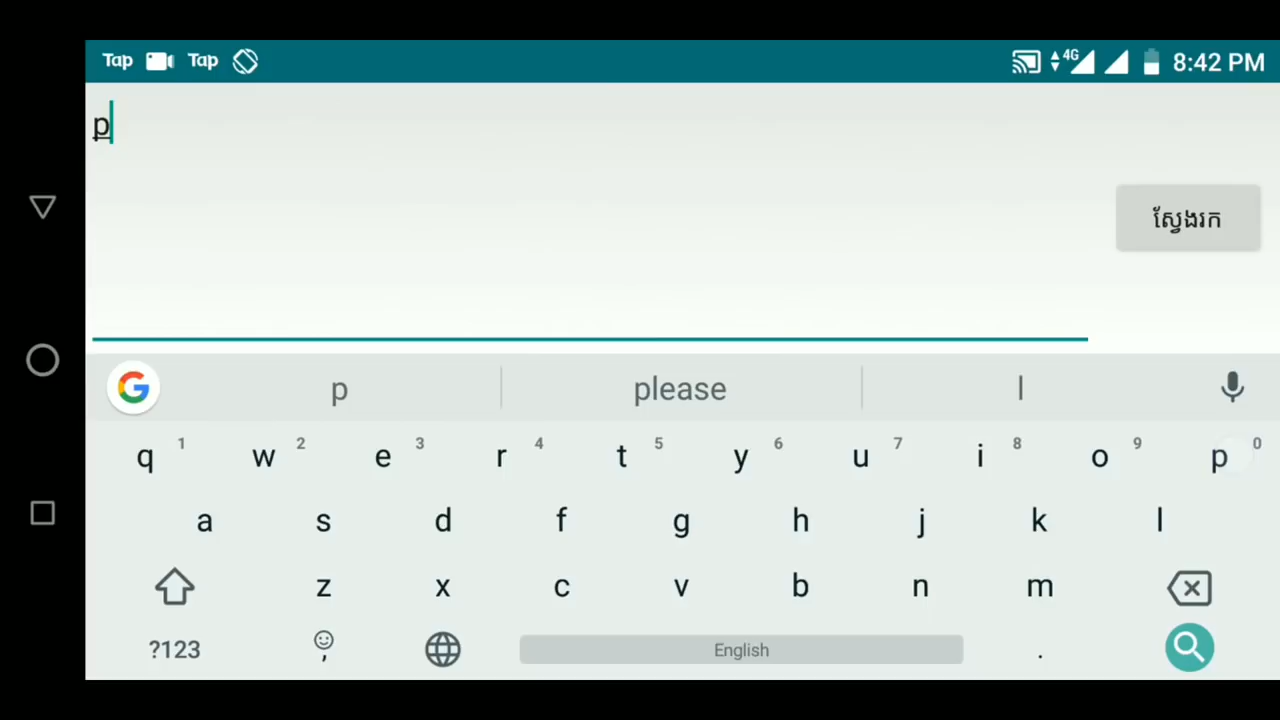 Tap Tap 4G 8:42 PM
p
ស្វែងរក
p please l
q 1 w 2 e 3 r 4 t 5 y 6 u 7 i 8 o 9 p 0
a s d f g h j k l
z x c v b n m
?123 , English .